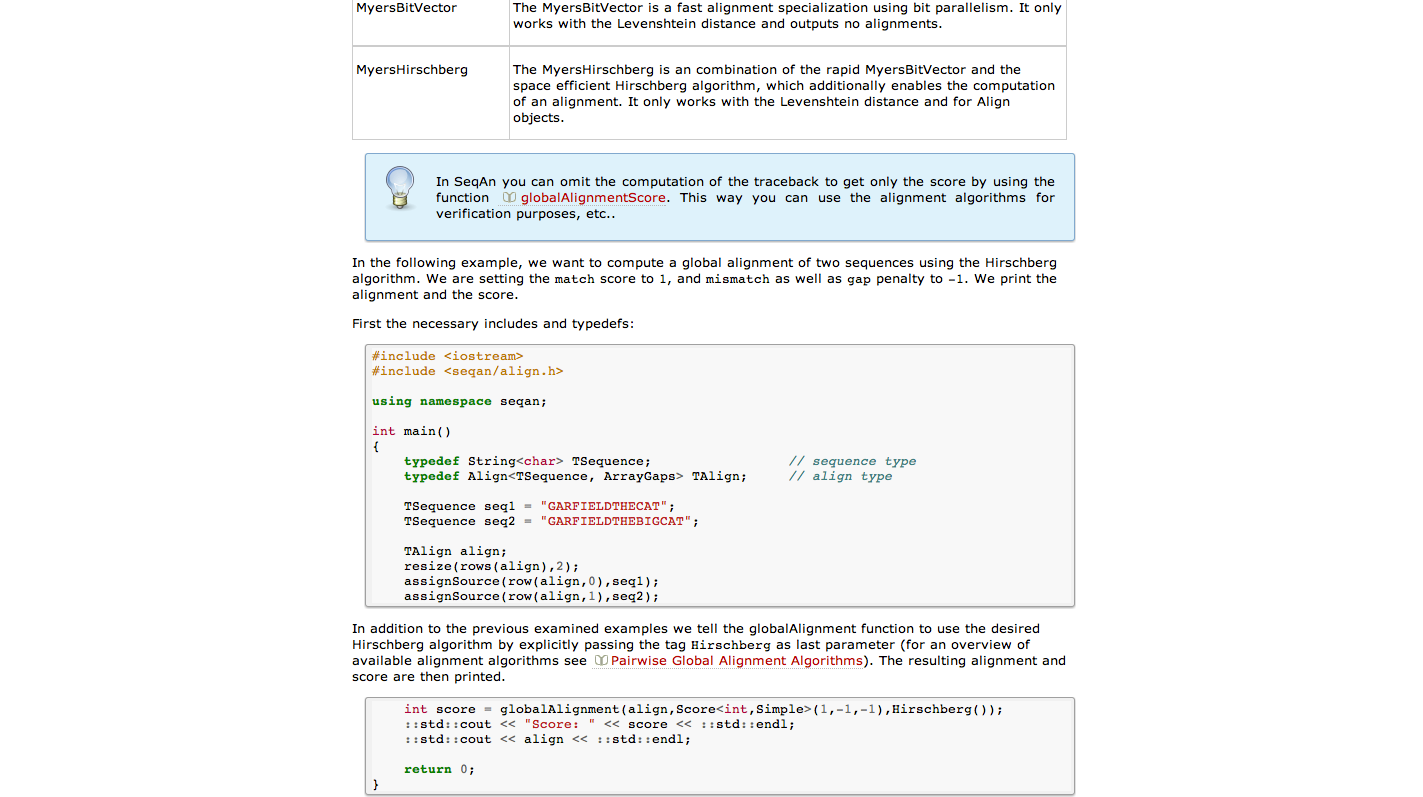 MyersBitVector
The MyersBitVector is a fast alignment specialization using bit parallelism. It only
works with the Levenshtein distance and outputs no alignments.
MyersHirschberg
The MyersHirschberg is an combination of the rapid MyersBitVector and the
space efficient Hirschberg algorithm, which additionally enables the computation
of an alignment. It only works with the Levenshtein distance and for Align
objects.
In SeqAn you can omit the computation of the traceback to get only the score by using the
function globalAlignmentScore. This way you can use the alignment algorithms for
verification purposes, etc..
In the following example, we want to compute a global alignment of two sequences using the Hirschberg
algorithm. We are setting the match score to 1, and mismatch as well as gap penalty to -1. We print the
alignment and the score.
First the necessary includes and typedefs:
#include <iostream>
#include <seqan/align.h>
using namespace seqan;
int main()
{
    typedef String<char> TSequence;                 // sequence type
    typedef Align<TSequence, ArrayGaps> TAlign;     // align type
    TSequence seq1 = "GARFIELDTHECAT";
    TSequence seq2 = "GARFIELDTHEBIGCAT";
    TAlign align;
    resize(rows(align),2);
    assignSource(row(align,0),seq1);
    assignSource(row(align,1),seq2);
In addition to the previous examined examples we tell the globalAlignment function to use the desired
Hirschberg algorithm by explicitly passing the tag Hirschberg as last parameter (for an overview of
available alignment algorithms see Pairwise Global Alignment Algorithms). The resulting alignment and
score are then printed.
    int score = globalAlignment(align,Score<int,Simple>(1,-1,-1),Hirschberg());
    ::std::cout << "Score: " << score << ::std::endl;
    ::std::cout << align << ::std::endl;
    return 0;
}